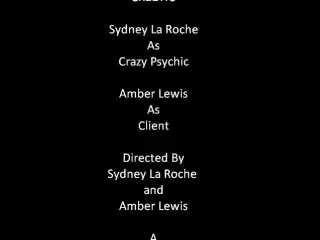 Sydney La Roche
As
Crazy Psychic
Amber Lewis
As
Client
Directed By
Sydney La Roche
and
Amber Lewis
A